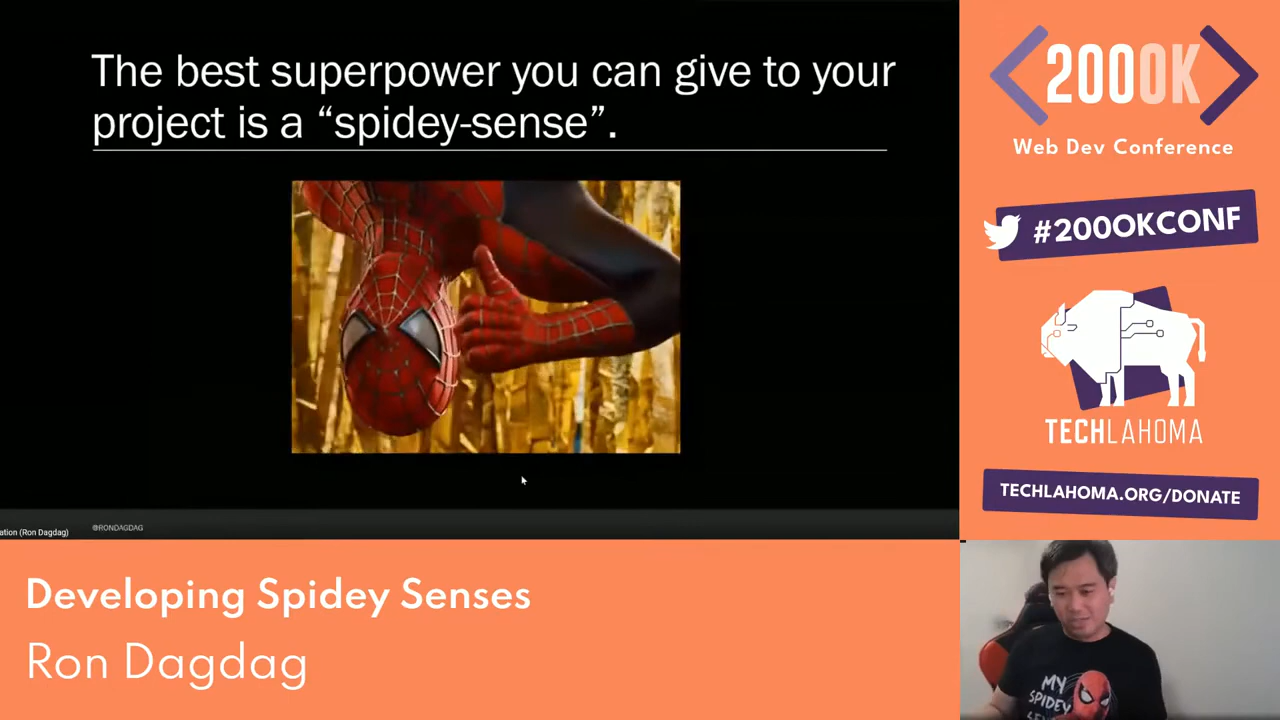 The best superpower you can give to your
project is a “spidey-sense”.
ation (Ron Dagdag)
@RONDAGDAG
200OK
Web Dev Conference
#200OKCONF
TECHLAHOMA
TECHLAHOMA.ORG/DONATE
Developing Spidey Senses
Ron Dagdag
MY
SPIDEY